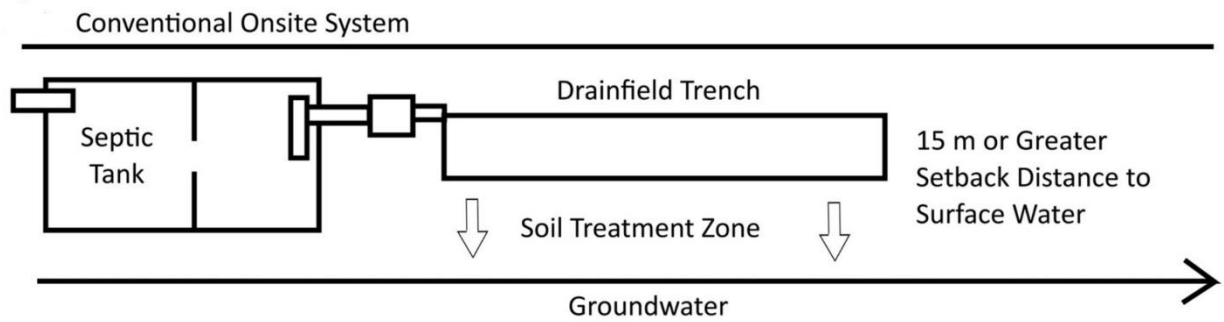 Conventional Onsite System
Drainfield Trench
Septic
Tank
15 m or Greater
Setback Distance to
Surface Water
Soil Treatment Zone
Groundwater